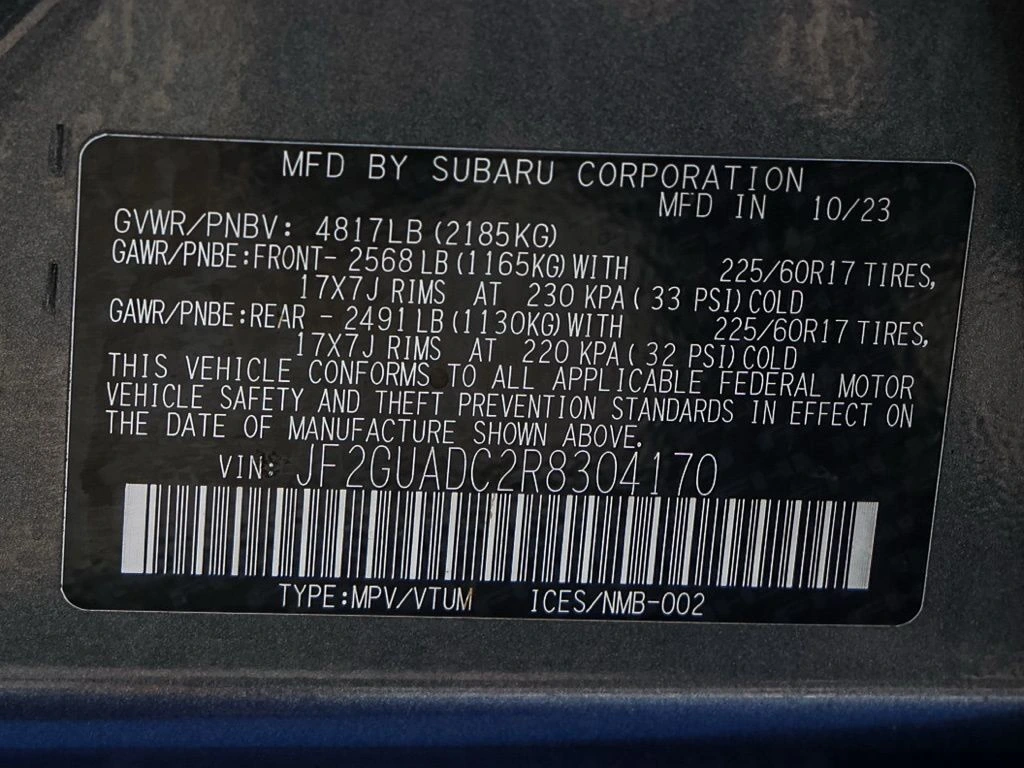 MFD BY SUBARU CORPORATION
MFD IN 10/23
GVWR/PNBV: 4817LB (2185KG)
GAWR/PNBE:FRONT- 2568 LB (1165KG) WITH 225/60R17 TIRES,
17X7J RIMS AT 230 KPA ( 33 PSI) COLD
GAWR/PNBE:REAR - 2491 LB (1130KG) WITH 225/60R17 TIRES,
17X7J RIMS AT 220 KPA ( 32 PSI) COLD
THIS VEHICLE CONFORMS TO ALL APPLICABLE FEDERAL MOTOR
VEHICLE SAFETY AND THEFT PREVENTION STANDARDS IN EFFECT ON
THE DATE OF MANUFACTURE SHOWN ABOVE.
VIN: JF2GUADC2R8304170
TYPE:MPV/VTUM ICES/NMB-002